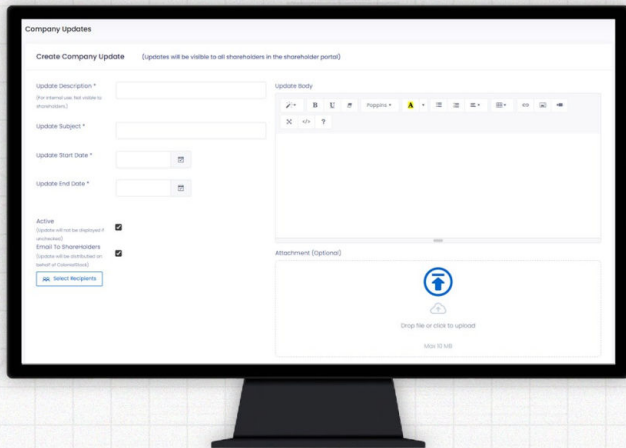 Company Updates
Create Company Update (Updates will be visible to all shareholders in the shareholder portal)
Update Description *
(For internal use. Not visible to
shareholders.)
Update Subject *
Update Start Date *
Update End Date *
Active
(Update will not be displayed if
unchecked)
Email To Shareholders
(Update will be distributed on
behalf of
Select Recipients
Update Body
B U Poppins A
</> ?
Attachment (Optional)
Drop file or click to upload
Max 10 MB